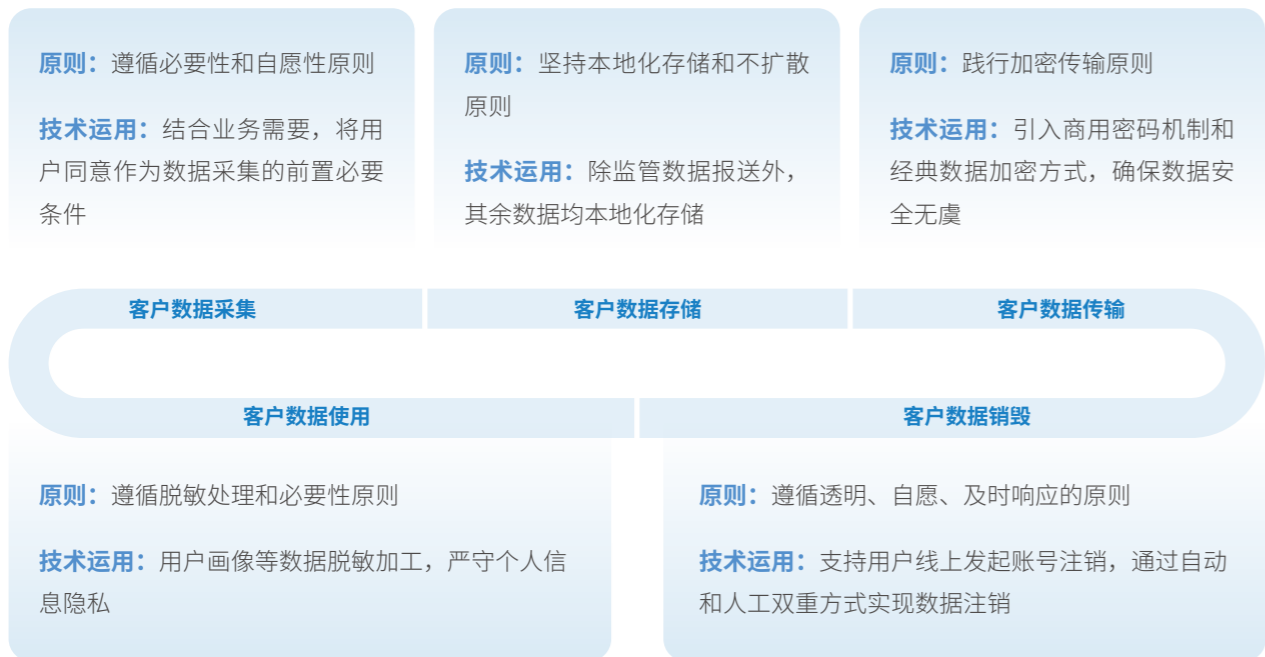 原则：遵循必要性和自愿性原则
技术运用：结合业务需要，将用
户同意作为数据采集的前置必要
条件
原则：坚持本地化存储和不扩散
原则
技术运用：除监管数据报送外，
其余数据均本地化存储
原则：践行加密传输原则
技术运用：引入商用密码机制和
经典数据加密方式，确保数据安
全无虞
客户数据采集
客户数据存储
客户数据传输
客户数据使用
客户数据销毁
原则：遵循脱敏处理和必要性原则
技术运用：用户画像等数据脱敏加工，严守个人信
息隐私
原则：遵循透明、自愿、及时响应的原则
技术运用：支持用户线上发起账号注销，通过自动
和人工双重方式实现数据注销